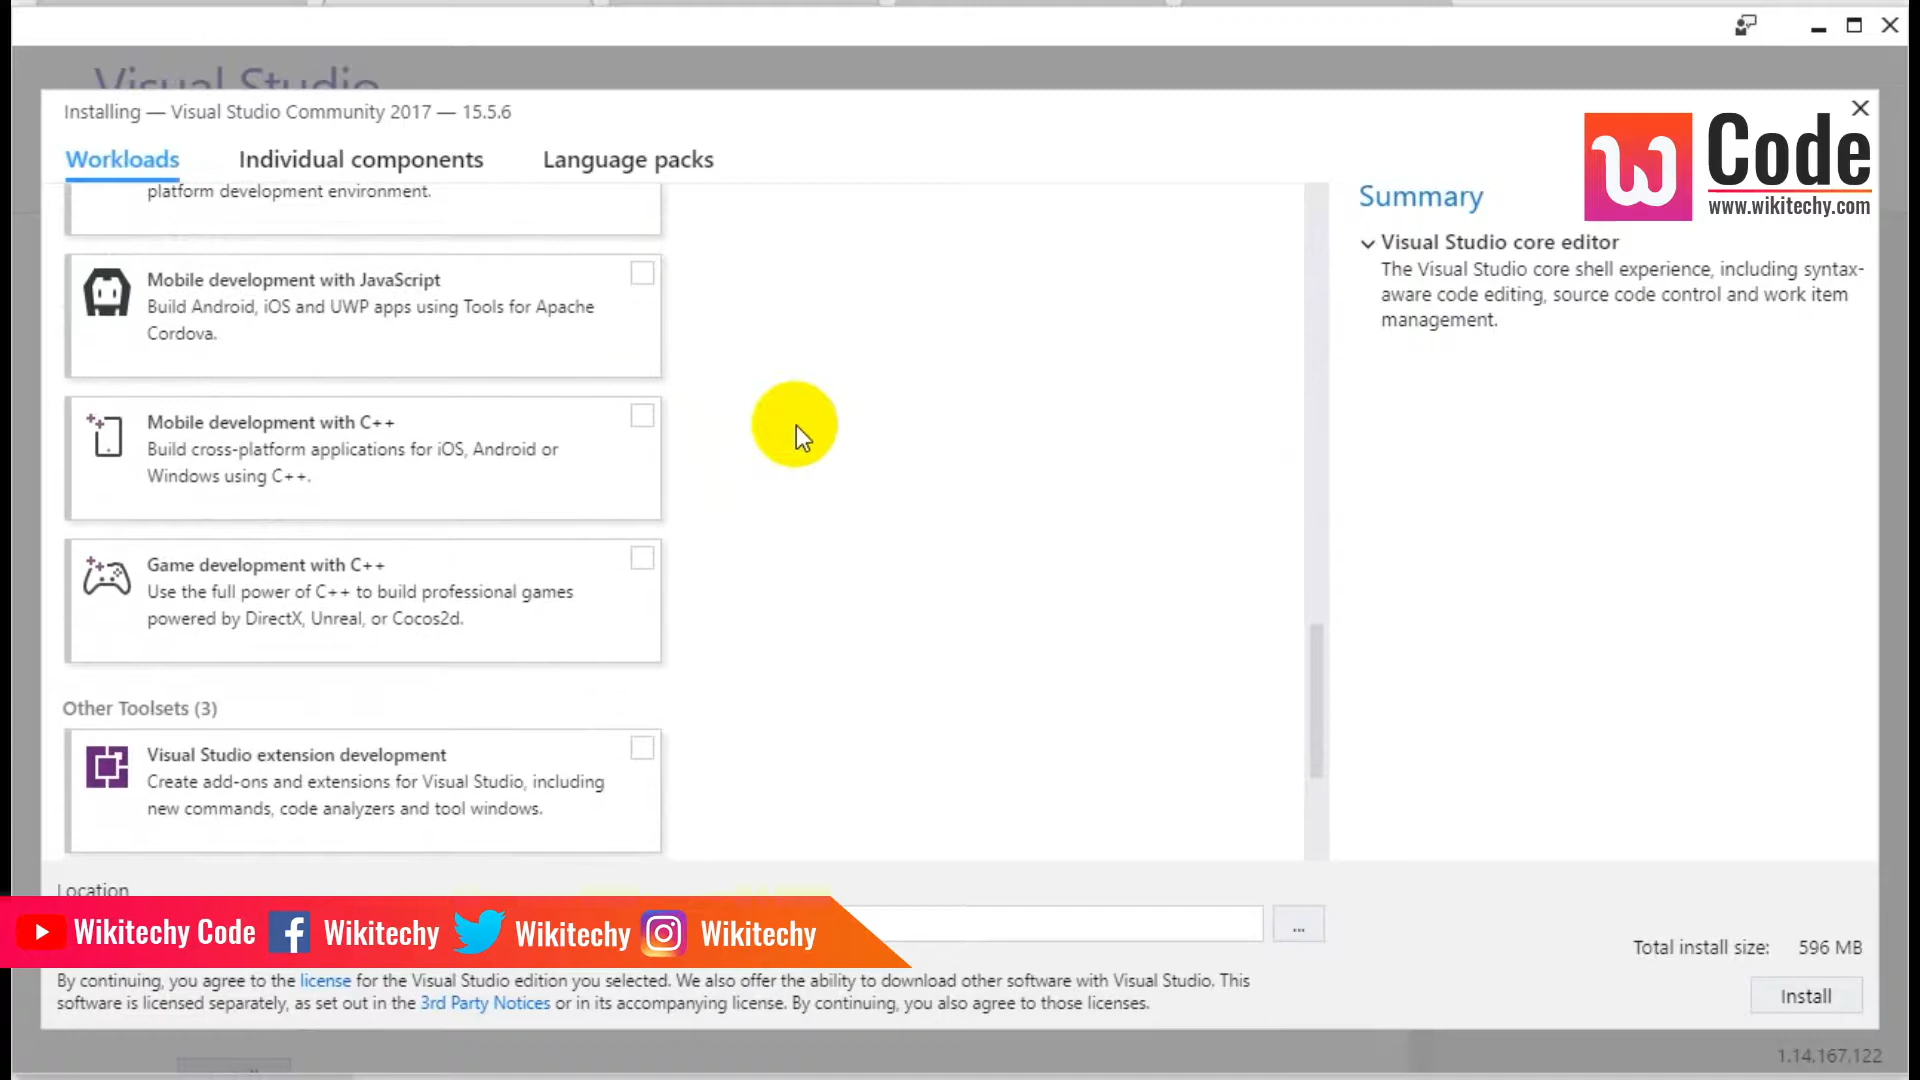 Visual Studio
Installing — Visual Studio Community 2017 — 15.5.6
Code
www.wikitechy.com
Workloads
Individual components
Language packs
platform development environment.
Mobile development with JavaScript
Build Android, iOS and UWP apps using Tools for Apache
Cordova.
Mobile development with C++
Build cross-platform applications for iOS, Android or
Windows using C++.
Game development with C++
Use the full power of C++ to build professional games
powered by DirectX, Unreal, or Cocos2d.
Other Toolsets (3)
Visual Studio extension development
Create add-ons and extensions for Visual Studio, including
new commands, code analyzers and tool windows.
Summary
Visual Studio core editor
The Visual Studio core shell experience, including syntax-
aware code editing, source code control and work item
management.
Location
...
Wikitechy Code
Wikitechy
Wikitechy
Wikitechy
Total install size: 596 MB
By continuing, you agree to the license for the Visual Studio edition you selected. We also offer the ability to download other software with Visual Studio. This
software is licensed separately, as set out in the 3rd Party Notices or in its accompanying license. By continuing, you also agree to those licenses.
Install
1.14.167.122